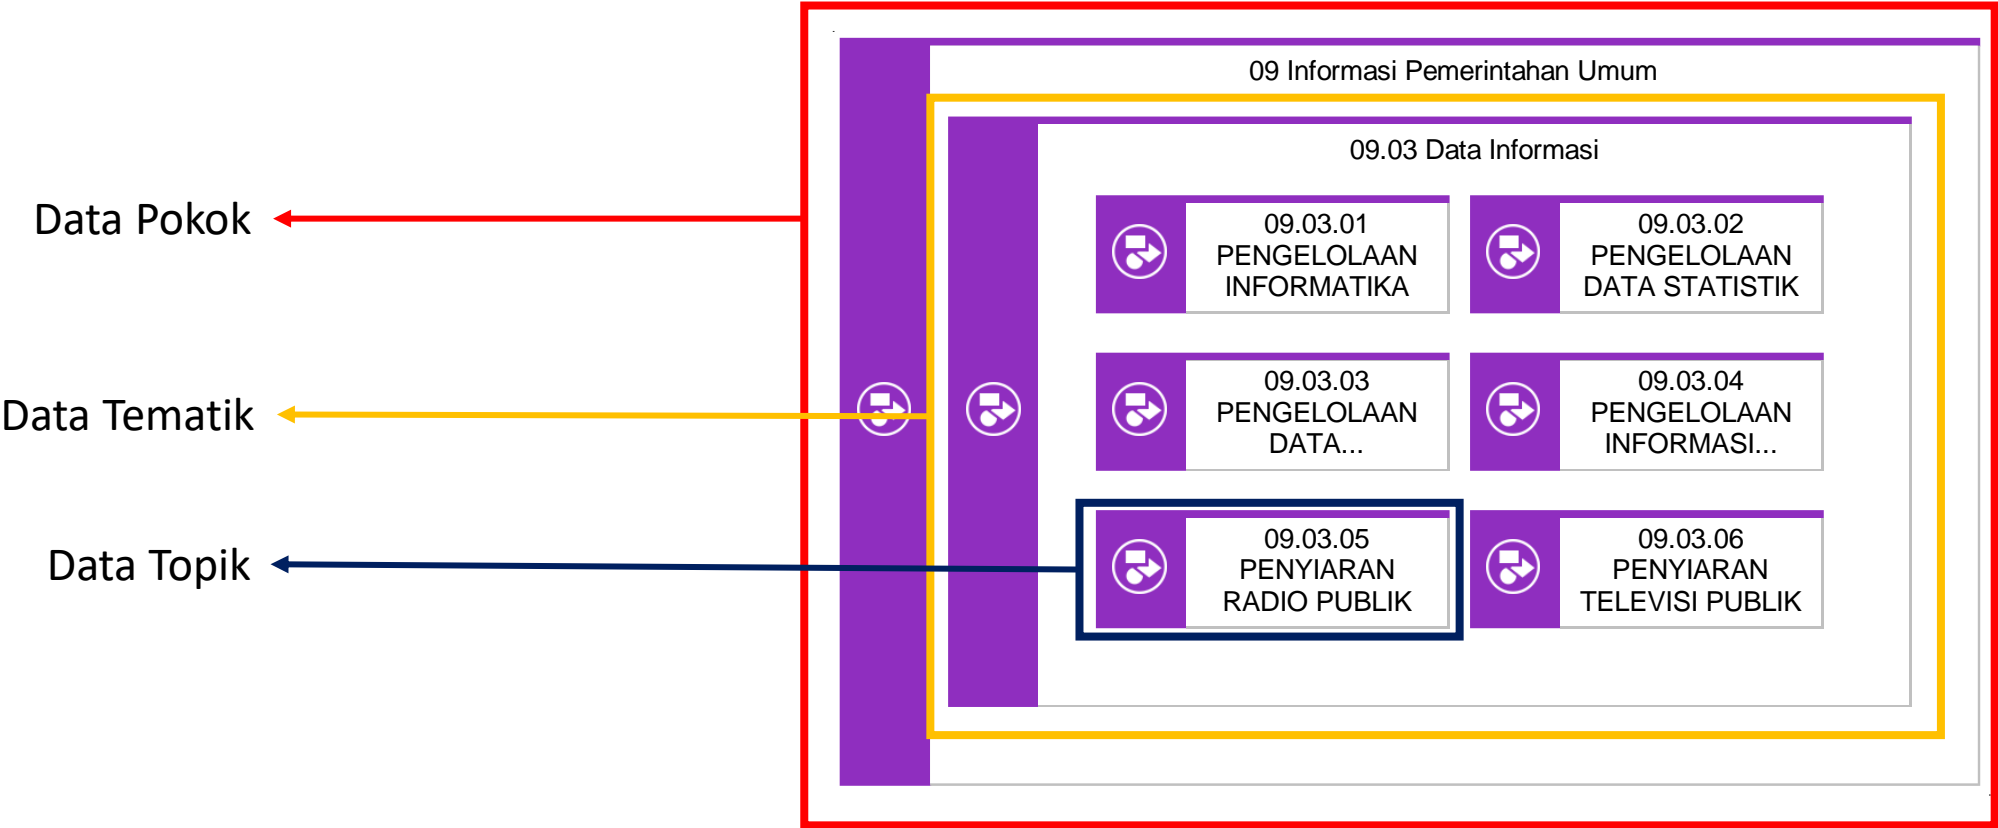 09 Informasi Pemerintahan Umum
09.03 Data Informasi
Data Pokok
09.03.01
PENGELOLAAN
INFORMATIKA
09.03.02
PENGELOLAAN
DATA STATISTIK
Data Tematik
09.03.03
PENGELOLAAN
DATA...
09.03.04
PENGELOLAAN
INFORMASI...
Data Topik
09.03.05
PENYIARAN
RADIO PUBLIK
09.03.06
PENYIARAN
TELEVISI PUBLIK